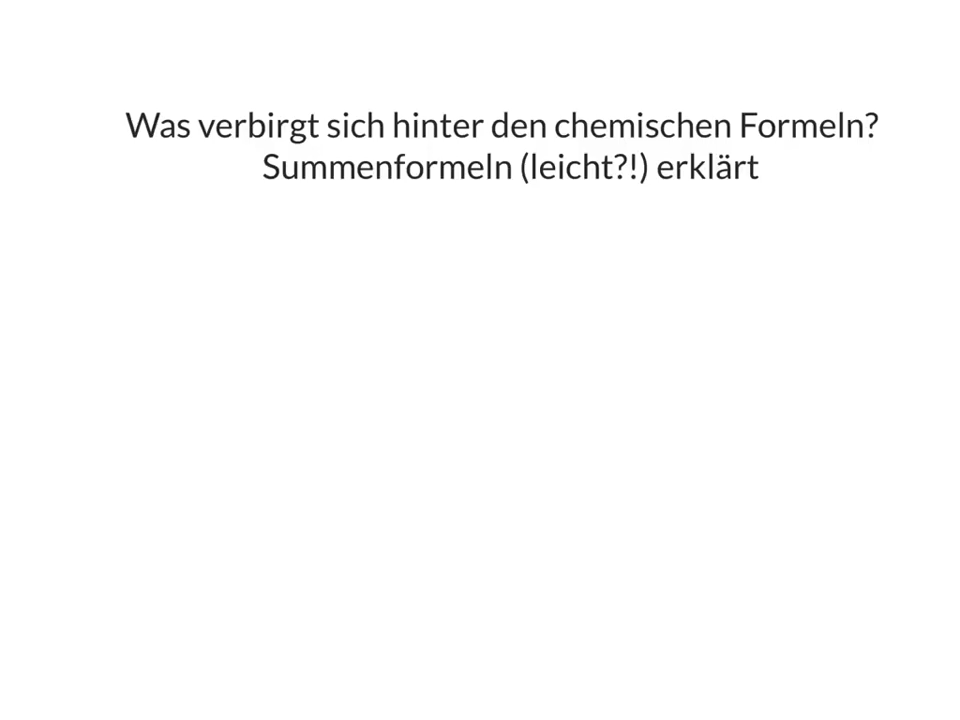 Was verbirgt sich hinter den chemischen Formeln?
Summenformeln (leicht?!) erklärt